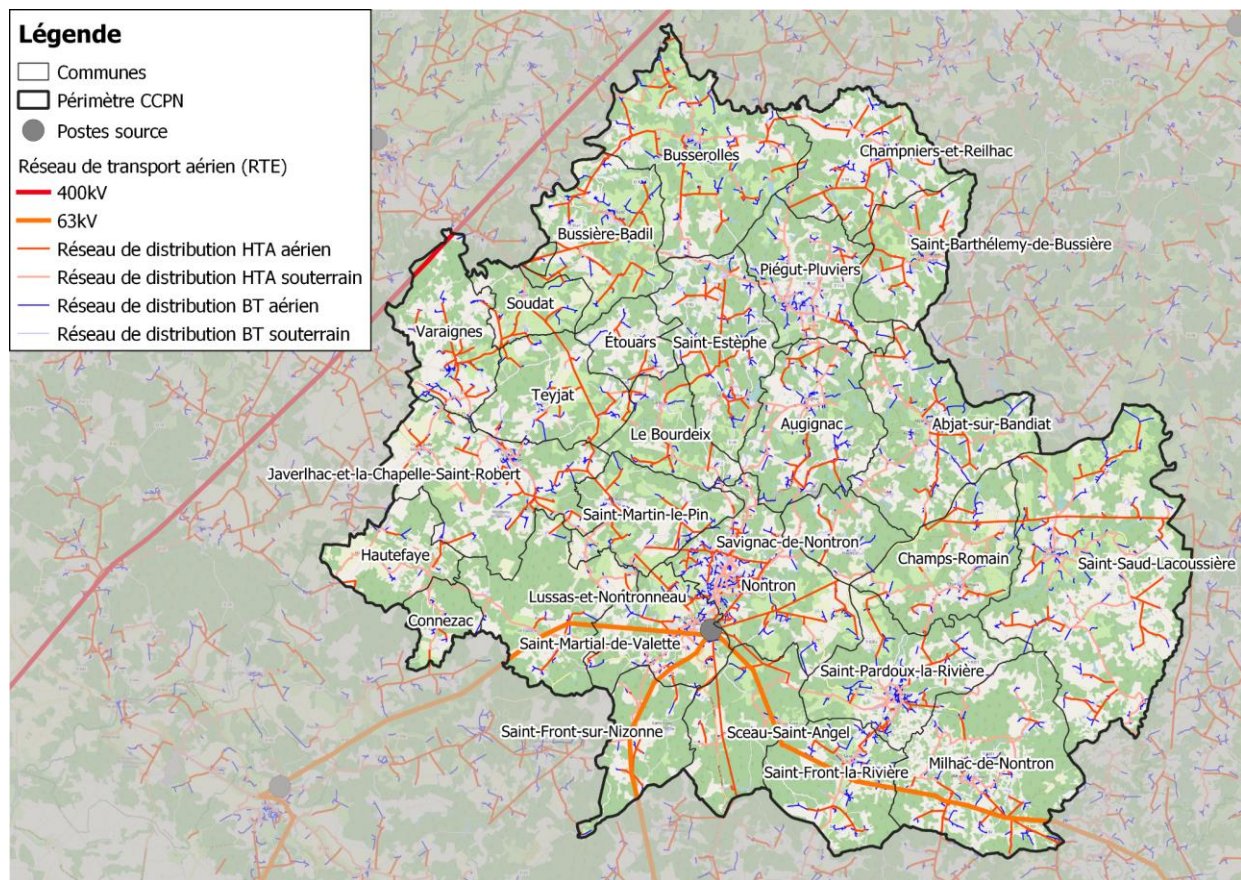 Légende
Communes
Périmètre CCPN
Postes source
Réseau de transport aérien (RTE)
400kV
63kV
Réseau de distribution HTA aérien
Réseau de distribution HTA souterrain
Réseau de distribution BT aérien
Réseau de distribution BT souterrain
Busserolles
Champniers-et-Reilhac
Bussière-Badil
Saint-Barthélemy-de-Bussière
Piégut-Pluviers
Soudat
Varaignes
Étouars
Saint-Estèphe
Teyjat
Le Bourdeix
Augignac
Abjat-sur-Bandiat
Javerlhac-et-la-Chapelle-Saint-Robert
Saint-Martin-le-Pin
Savignac-de-Nontron
Hautefaye
Champs-Romain
Saint-Saud-Lacoussière
Nontron
Lussas-et-Nontronneau
Connezac
Saint-Martial-de-Valette
Saint-Pardoux-la-Rivière
Saint-Front-sur-Nizonne
Sceau-Saint-Angel
Saint-Front-la-Rivière
Milhac-de-Nontron